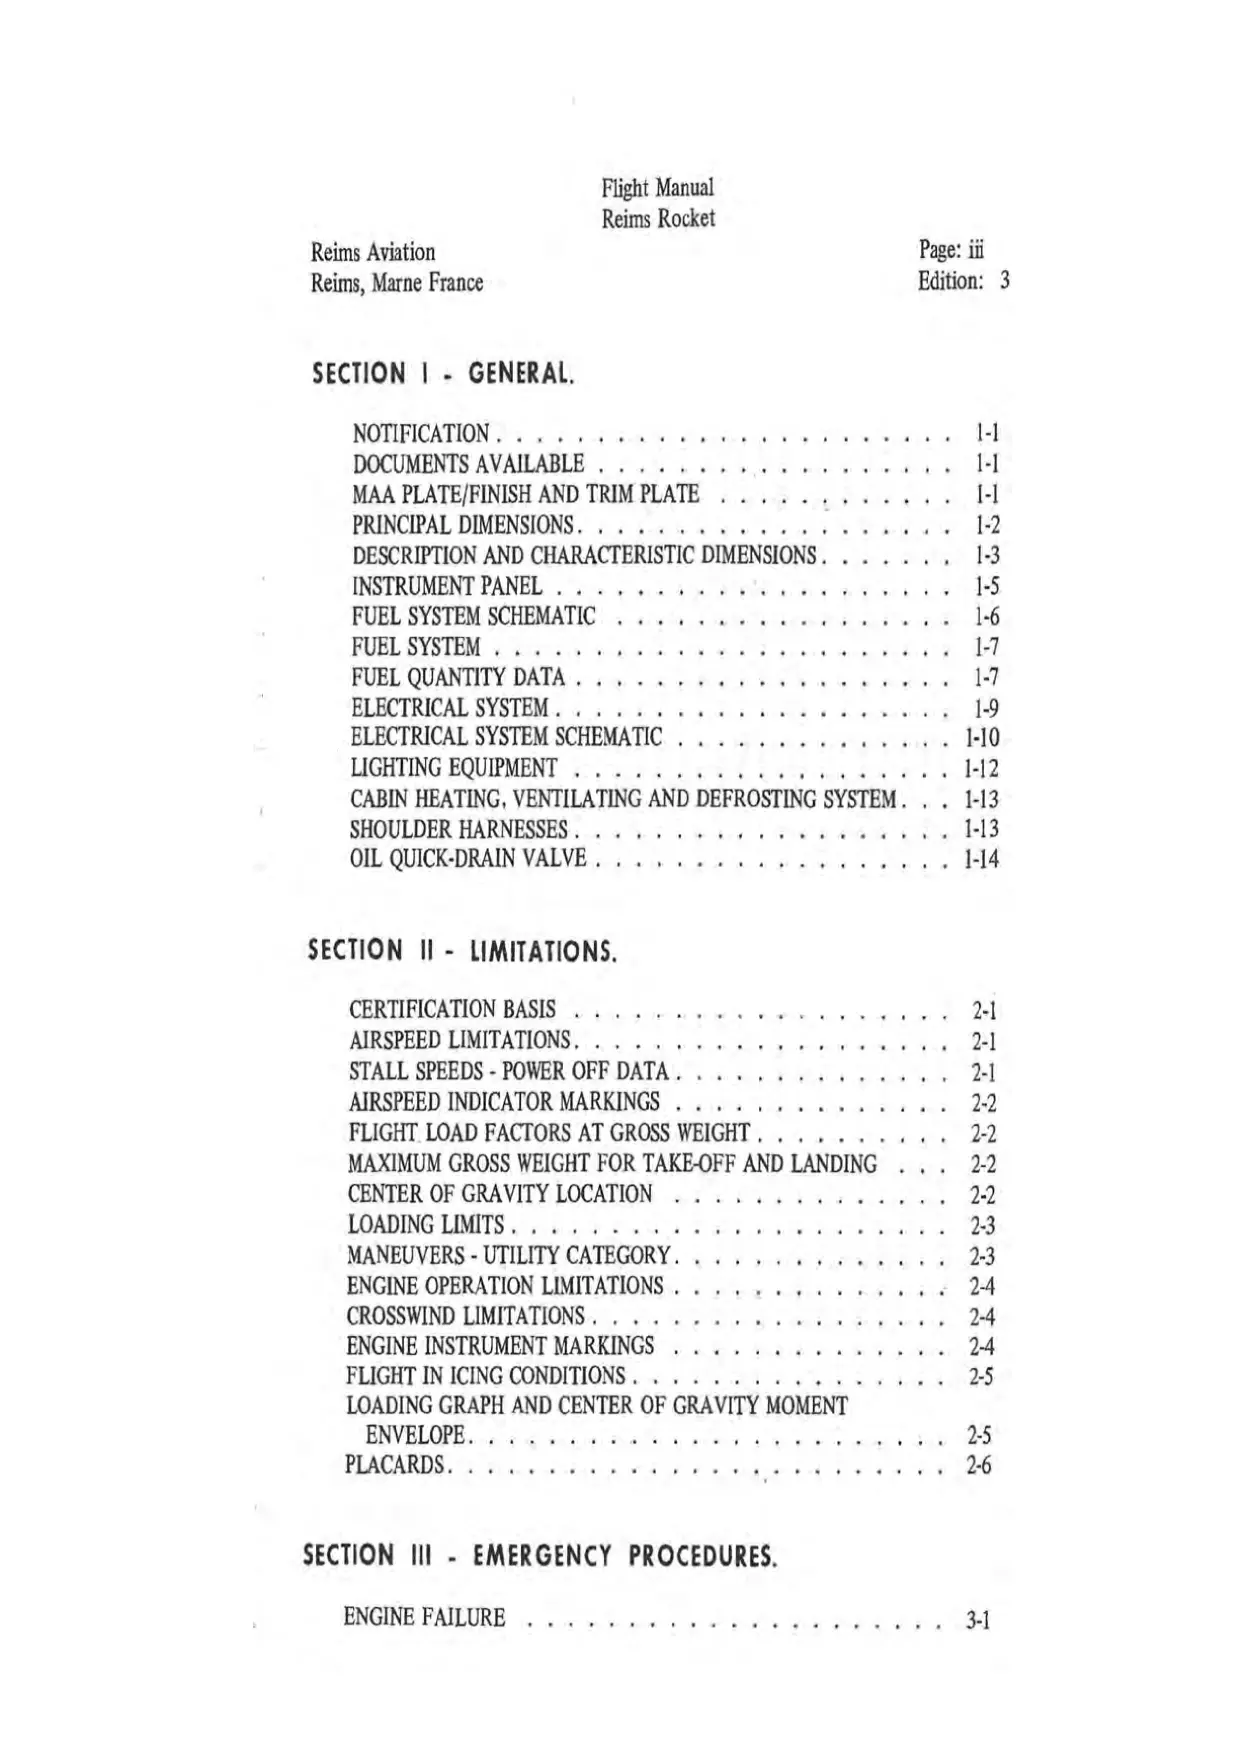 Flight Manual
Reims Rocket
Reims Aviation
Page: iii
Reims, Marne France
Edition: 3
SECTION I - GENERAL.
NOTIFICATION . . . . . . . . . . . . . . . . . . . . . . . 1-1
DOCUMENTS AVAILABLE . . . . . . . . . . . . . . . . . . 1-1
MAA PLATE/FINISH AND TRIM PLATE . . . . . . . . . . . . 1-1
PRINCIPAL DIMENSIONS . . . . . . . . . . . . . . . . . . . 1-2
DESCRIPTION AND CHARACTERISTIC DIMENSIONS . . . . . . . 1-3
INSTRUMENT PANEL . . . . . . . . . . . . . . . . . . . . 1-5
FUEL SYSTEM SCHEMATIC . . . . . . . . . . . . . . . . . 1-6
FUEL SYSTEM . . . . . . . . . . . . . . . . . . . . . . . 1-7
FUEL QUANTITY DATA . . . . . . . . . . . . . . . . . . . 1-7
ELECTRICAL SYSTEM . . . . . . . . . . . . . . . . . . . . 1-9
ELECTRICAL SYSTEM SCHEMATIC . . . . . . . . . . . . . . 1-10
LIGHTING EQUIPMENT . . . . . . . . . . . . . . . . . . . 1-12
CABIN HEATING, VENTILATING AND DEFROSTING SYSTEM . . . 1-13
SHOULDER HARNESSES . . . . . . . . . . . . . . . . . . . 1-13
OIL QUICK-DRAIN VALVE . . . . . . . . . . . . . . . . . . 1-14
SECTION II - LIMITATIONS.
CERTIFICATION BASIS . . . . . . . . . . . . . . . . . . . 2-1
AIRSPEED LIMITATIONS . . . . . . . . . . . . . . . . . . . 2-1
STALL SPEEDS - POWER OFF DATA . . . . . . . . . . . . . . 2-1
AIRSPEED INDICATOR MARKINGS . . . . . . . . . . . . . . 2-2
FLIGHT LOAD FACTORS AT GROSS WEIGHT . . . . . . . . . . 2-2
MAXIMUM GROSS WEIGHT FOR TAKE-OFF AND LANDING . . . 2-2
CENTER OF GRAVITY LOCATION . . . . . . . . . . . . . . 2-2
LOADING LIMITS . . . . . . . . . . . . . . . . . . . . . . 2-3
MANEUVERS - UTILITY CATEGORY . . . . . . . . . . . . . . 2-3
ENGINE OPERATION LIMITATIONS . . . . . . . . . . . . . . 2-4
CROSSWIND LIMITATIONS . . . . . . . . . . . . . . . . . . 2-4
ENGINE INSTRUMENT MARKINGS . . . . . . . . . . . . . . 2-4
FLIGHT IN ICING CONDITIONS . . . . . . . . . . . . . . . . 2-5
LOADING GRAPH AND CENTER OF GRAVITY MOMENT
ENVELOPE . . . . . . . . . . . . . . . . . . . . . . . . 2-5
PLACARDS . . . . . . . . . . . . . . . . . . . . . . . . . 2-6
SECTION III - EMERGENCY PROCEDURES.
ENGINE FAILURE . . . . . . . . . . . . . . . . . . . . . 3-1